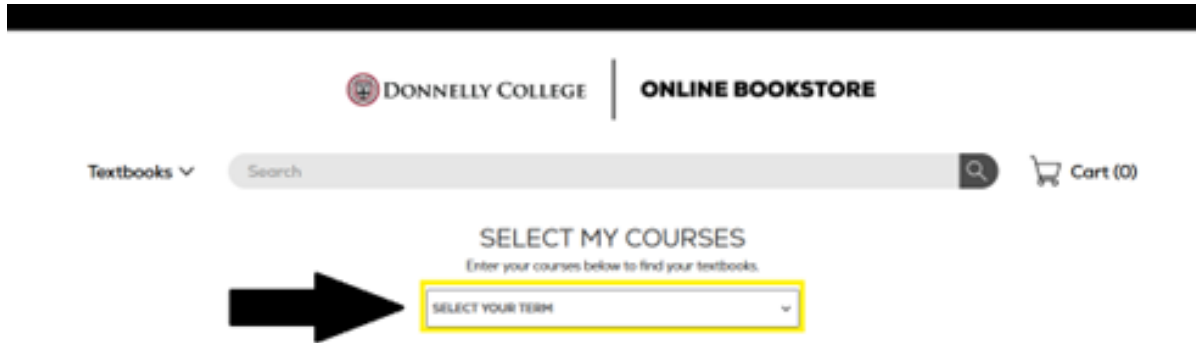 DONNELLY COLLEGE ONLINE BOOKSTORE
Textbooks Search Cart (0)
SELECT MY COURSES
Enter your courses below to find your textbooks.
SELECT YOUR TERM